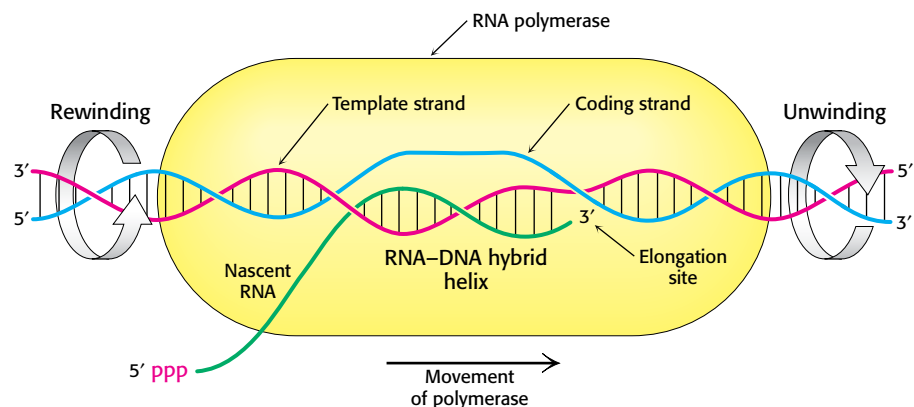 RNA polymerase
Rewinding
Template strand
Coding strand
Unwinding
3′
5′
5′
3′
3′
Nascent
RNA
RNA–DNA hybrid
helix
Elongation
site
5′ ppp
Movement
of polymerase